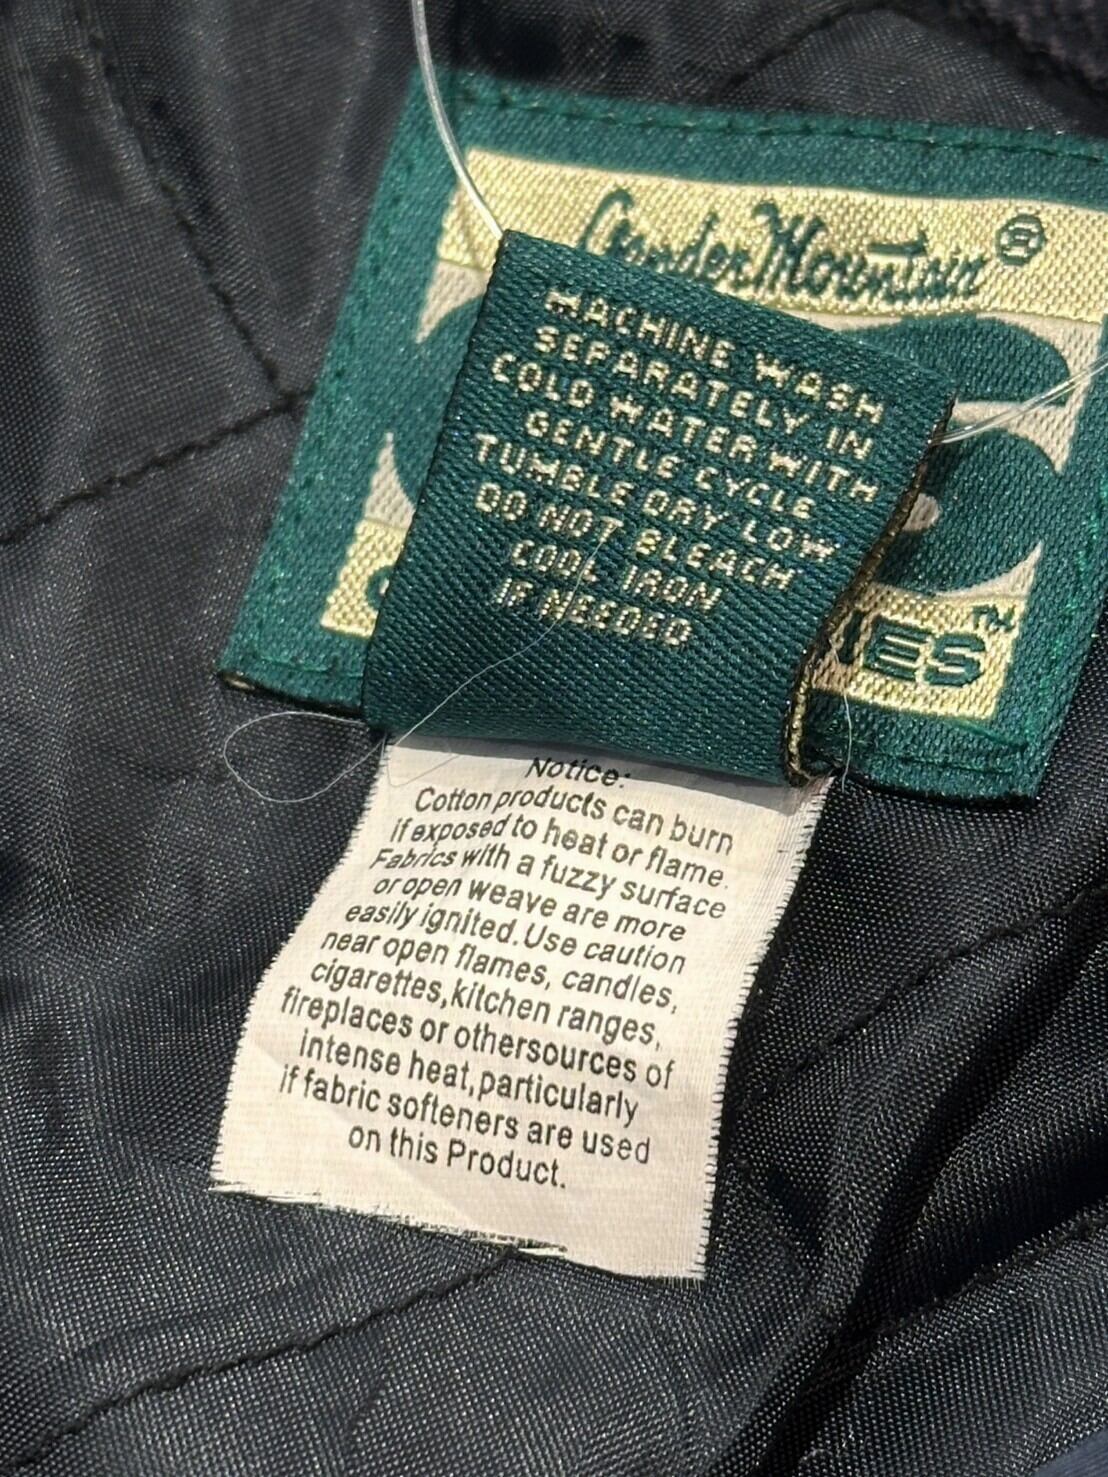 Gander Mountain®
MACHINE WASH
SEPARATELY IN
COLD WATER WITH
GENTLE CYCLE
TUMBLE DRY LOW
DO NOT BLEACH
COOL IRON
IF NEEDED
Notice:
Cotton products can burn
if exposed to heat or flame.
Fabrics with a fuzzy surface
or open weave are more
easily ignited.Use caution
near open flames, candles,
cigarettes,kitchen ranges,
fireplaces or othersources of
intense heat,particularly
if fabric softeners are used
on this Product.